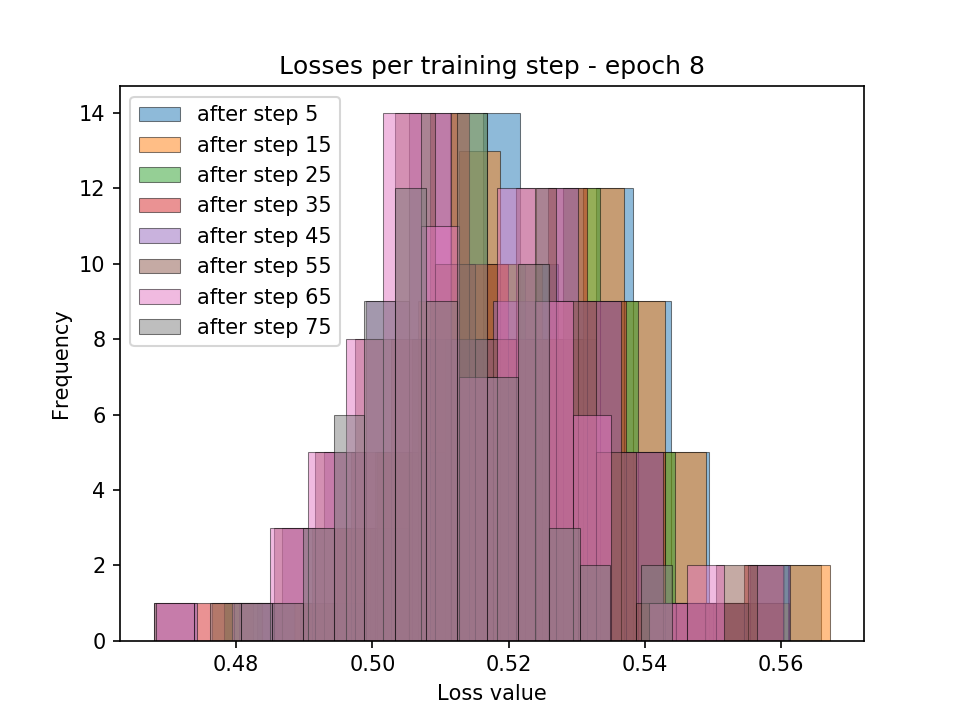 Losses per training step - epoch 8
14
12
10
8
6
4
2
0
Frequency
after step 5
after step 15
after step 25
after step 35
after step 45
after step 55
after step 65
after step 75
0.48
0.50
0.52
0.54
0.56
Loss value